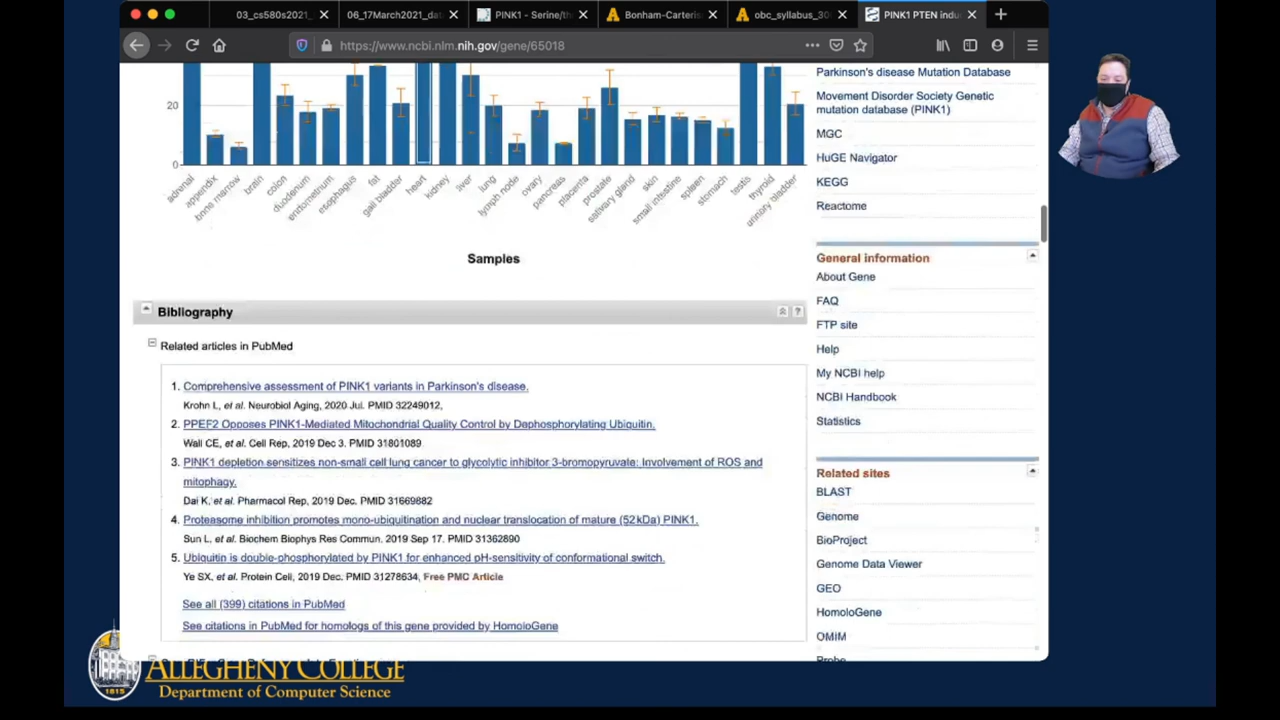 03_cs580s2021_
06_17March2021_dat
PINK1 - Serine/thr
Bonham-Carteris
obc_syllabus_300
PINK1 PTEN indu
https://www.ncbi.nlm.nih.gov/gene/65018
20
0
adrenal
appendix
bone marrow
brain
colon
duodenum
endometrium
esophagus
fat
gall bladder
heart
kidney
liver
lung
lymph node
ovary
pancreas
placenta
prostate
salivary gland
skin
small intestine
spleen
stomach
testis
thyroid
urinary bladder
Samples
Bibliography
Related articles in PubMed
1. Comprehensive assessment of PINK1 variants in Parkinson's disease.
Krohn L, et al. Neurobiol Aging, 2020 Jul. PMID 32249012,
2. PPEF2 Opposes PINK1-Mediated Mitochondrial Quality Control by Dephosphorylating Ubiquitin.
Wall CE, et al. Cell Rep, 2019 Dec 3. PMID 31801089
3. PINK1 depletion sensitizes non-small cell lung cancer to glycolytic inhibitor 3-bromopyruvate: Involvement of ROS and
mitophagy.
Dai K, et al. Pharmacol Rep, 2019 Dec. PMID 31669882
4. Proteasome inhibition promotes mono-ubiquitination and nuclear translocation of mature (52 kDa) PINK1.
Sun L, et al. Biochem Biophys Res Commun. 2019 Sep 17. PMID 31362890
5. Ubiquitin is double-phosphorylated by PINK1 for enhanced pH-sensitivity of conformational switch.
Ye SX, et al. Protein Cell, 2019 Dec. PMID 31278634, Free PMC Article
See all (399) citations in PubMed
See citations in PubMed for homologs of this gene provided by HomoloGene
Parkinson's disease Mutation Database
Movement Disorder Society Genetic
mutation database (PINK1)
MGC
HuGE Navigator
KEGG
Reactome
General information
About Gene
FAQ
FTP site
Help
My NCBI help
NCBI Handbook
Statistics
Related sites
BLAST
Genome
BioProject
Genome Data Viewer
GEO
HomoloGene
OMIM
Probe
ALLEGHENY COLLEGE
Department of Computer Science
1815